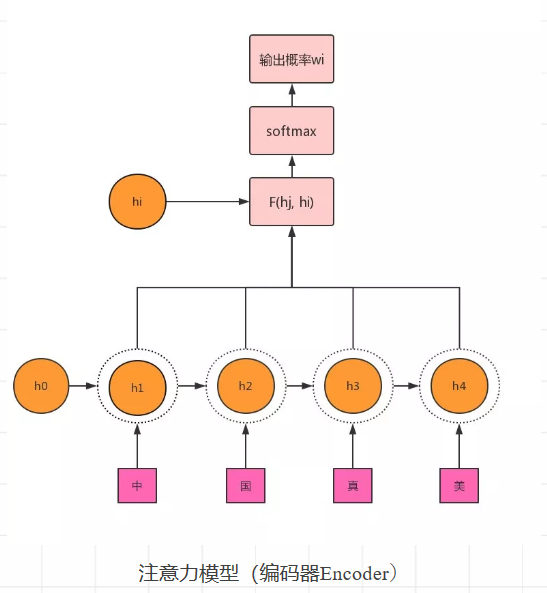 输出概率wi
softmax
hi
F(hj, hi)
h0
h1
h2
h3
h4
中
国
真
美
注意力模型（编码器Encoder）